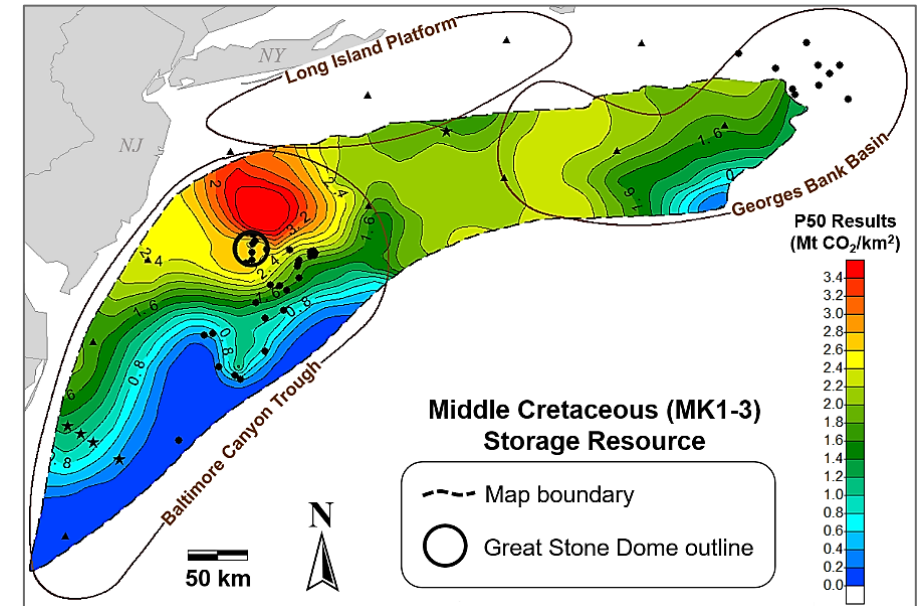 NY
Long Island Platform
NJ
2
2.4
3.2
2.4
2.4
1.6
1.6
1.6
0.8
0.8
0.8
6
.8
1.6
1.6
0.
Georges Bank Basin
Baltimore Canyon Trough
P50 Results
(Mt CO₂/km²)
3.4
3.2
3.0
2.8
2.6
2.4
2.2
2.0
1.8
1.6
1.4
1.2
1.0
0.8
0.6
0.4
0.2
0.0
Middle Cretaceous (MK1-3)
Storage Resource
Map boundary
Great Stone Dome outline
N
50 km